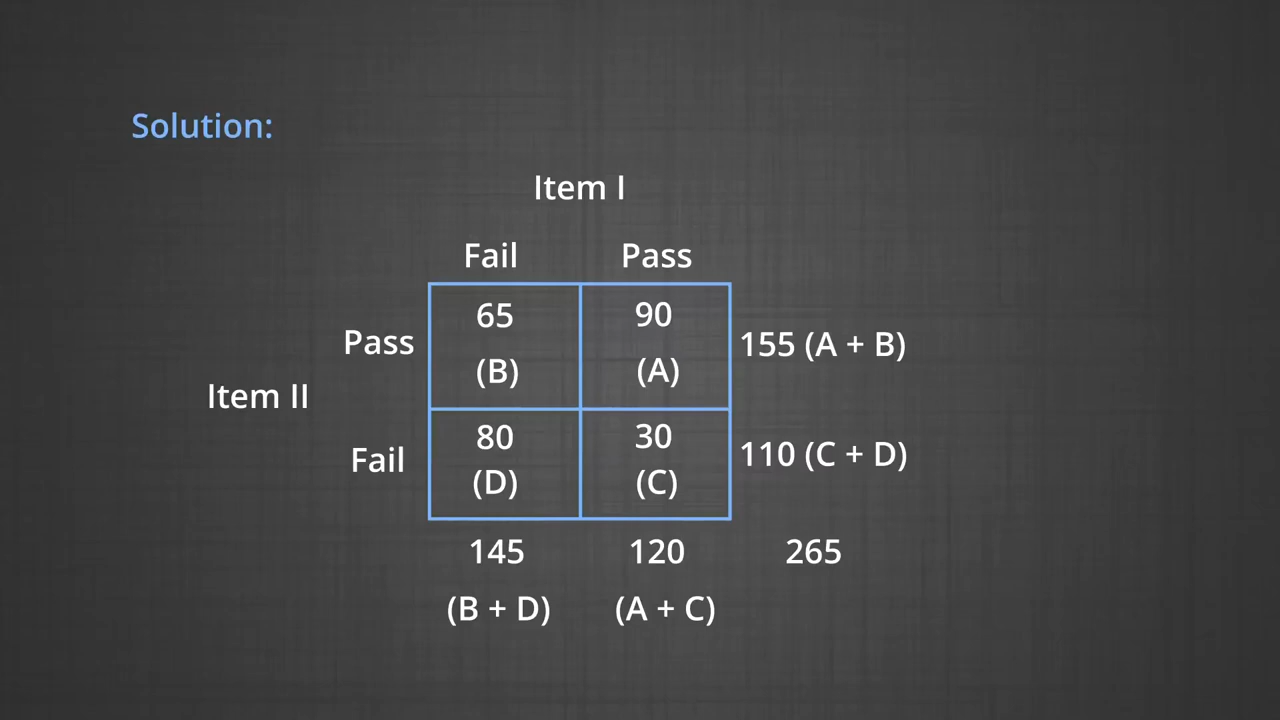 Solution:
Item I
Fail Pass
65 90
Pass 155 (A + B)
(B) (A)
Item II
80 30
Fail 110 (C + D)
(D) (C)
145 120 265
(B + D) (A + C)